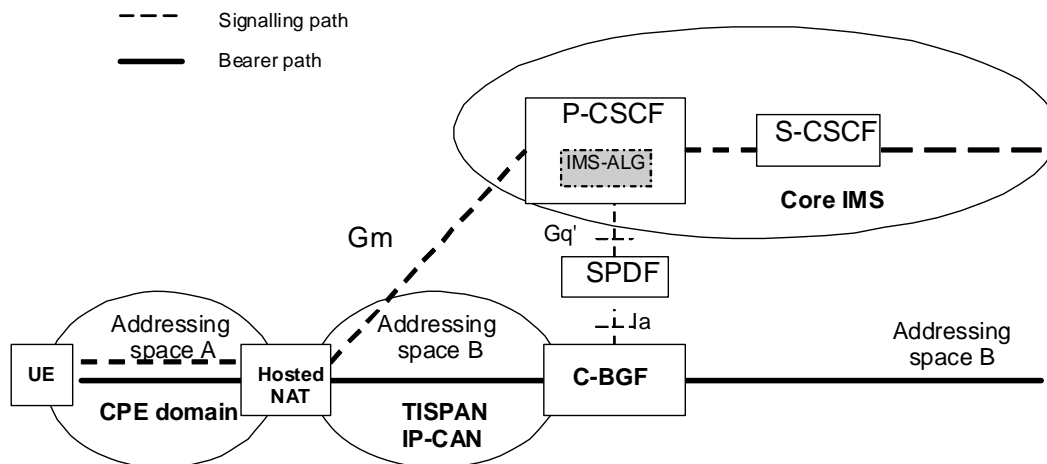 Signalling path
Bearer path
P-CSCF
IMS-ALG
S-CSCF
Core IMS
Gm
Gq'
SPDF
Ia
Addressing
space A
Addressing
space B
Addressing
space B
UE
Hosted
NAT
C-BGF
CPE domain
TISPAN
IP-CAN